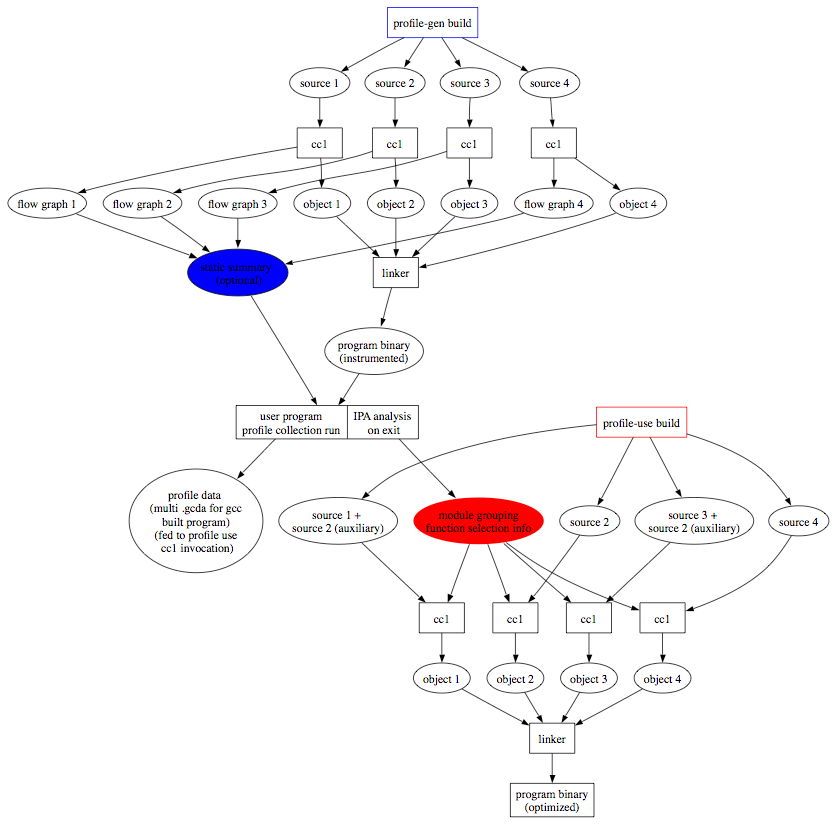 profile-gen build
source 1
source 2
source 3
source 4
cc1
cc1
cc1
cc1
flow graph 1
flow graph 2
flow graph 3
object 1
object 2
object 3
flow graph 4
object 4
static summary
(optional)
linker
program binary
(instrumented)
user program
profile collection run
IPA analysis
on exit
profile-use build
profile data
(multi .gcda for gcc
built program)
(fed to profile use
cc1 invocation)
source 1 +
source 2 (auxiliary)
module grouping
function selection info
source 2
source 3 +
source 2 (auxiliary)
source 4
cc1
cc1
cc1
cc1
object 1
object 2
object 3
object 4
linker
program binary
(optimized)